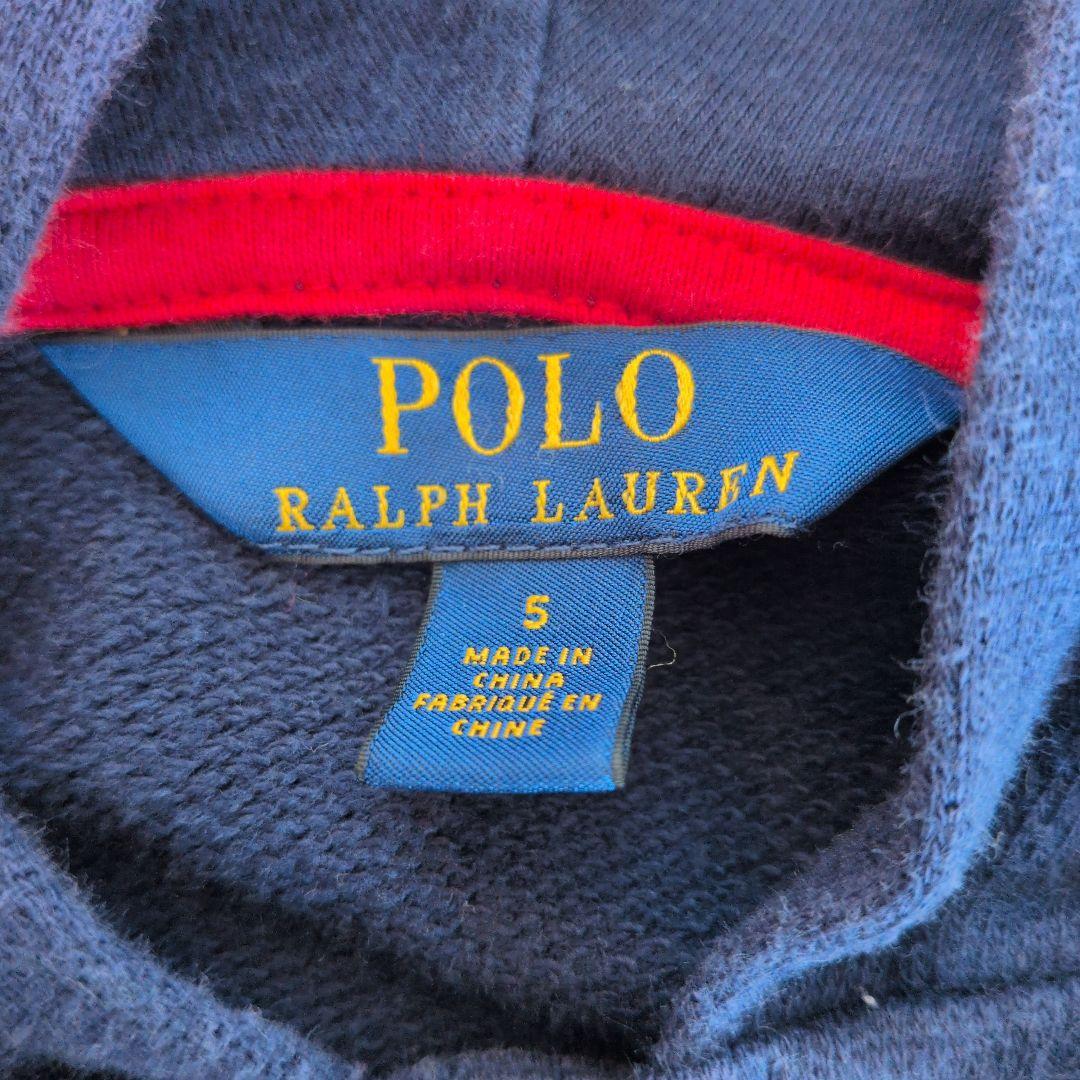 POLO
RALPH LAUREN
5
MADE IN
CHINA
FABRIQUÉ EN
CHINE